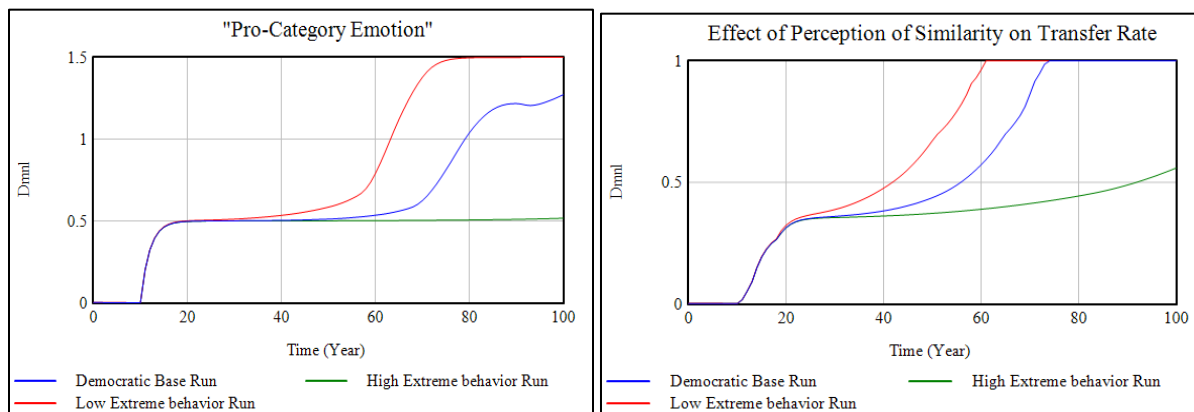 "Pro-Category Emotion"
1.5
1
0.5
0
Dmnl
0 20 40 60 80 100
Time (Year)
Democratic Base Run
High Extreme behavior Run
Low Extreme behavior Run
Effect of Perception of Similarity on Transfer Rate
1
0.5
0
Dmnl
0 20 40 60 80 100
Time (Year)
Democratic Base Run
High Extreme behavior Run
Low Extreme behavior Run